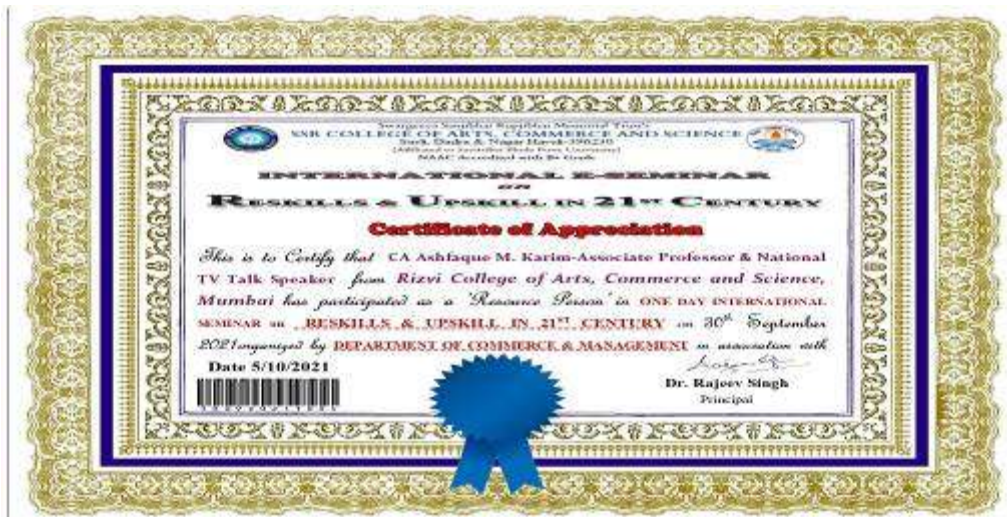 SSR COLLEGE OF ARTS, COMMERCE AND SCIENCE
NAAC Accredited with B+ Grade
INTERNATIONAL E-SEMINAR
on
RESKILLS & UPSKILL IN 21ST CENTURY
Certificate of Appreciation
This is to Certify that CA Ashfaque M. Karim-Associate Professor & National
TV Talk Speaker from Rizvi College of Arts, Commerce and Science,
Mumbai has participated as a 'Resource Person' in ONE DAY INTERNATIONAL
SEMINAR on RESKILLS & UPSKILL IN 21ST CENTURY on 30th September
2021 organized by DEPARTMENT OF COMMERCE & MANAGEMENT in association with
Date 5/10/2021
Dr. Rajeev Singh
Principal